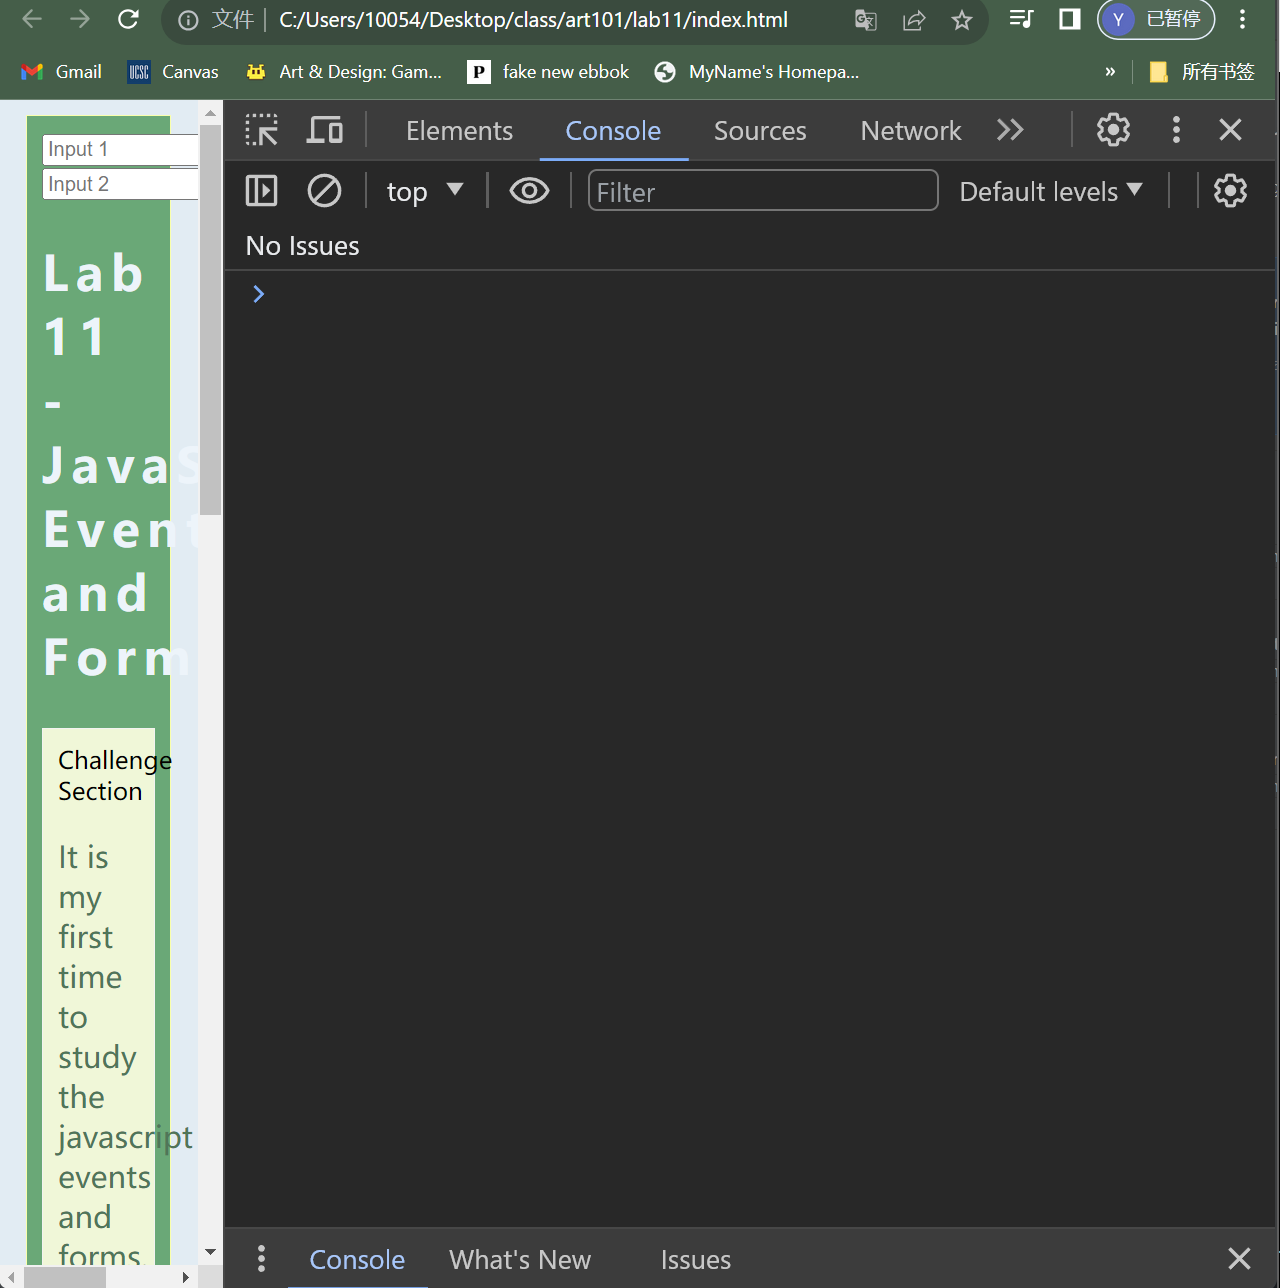 文件 C:/Users/10054/Desktop/class/art101/lab11/index.html Y 已暂停
Gmail UCSC Canvas Art & Design: Gam... P fake new ebbok MyName's Homepa... » 所有书签
Input 1
Input 2
Lab
11
-
JavaS
Event
and
Form
Challenge
Section
It is
my
first
time
to
study
the
javascript
events
and
forms.
Elements Console Sources Network
top Filter Default levels
No Issues
Console What's New Issues